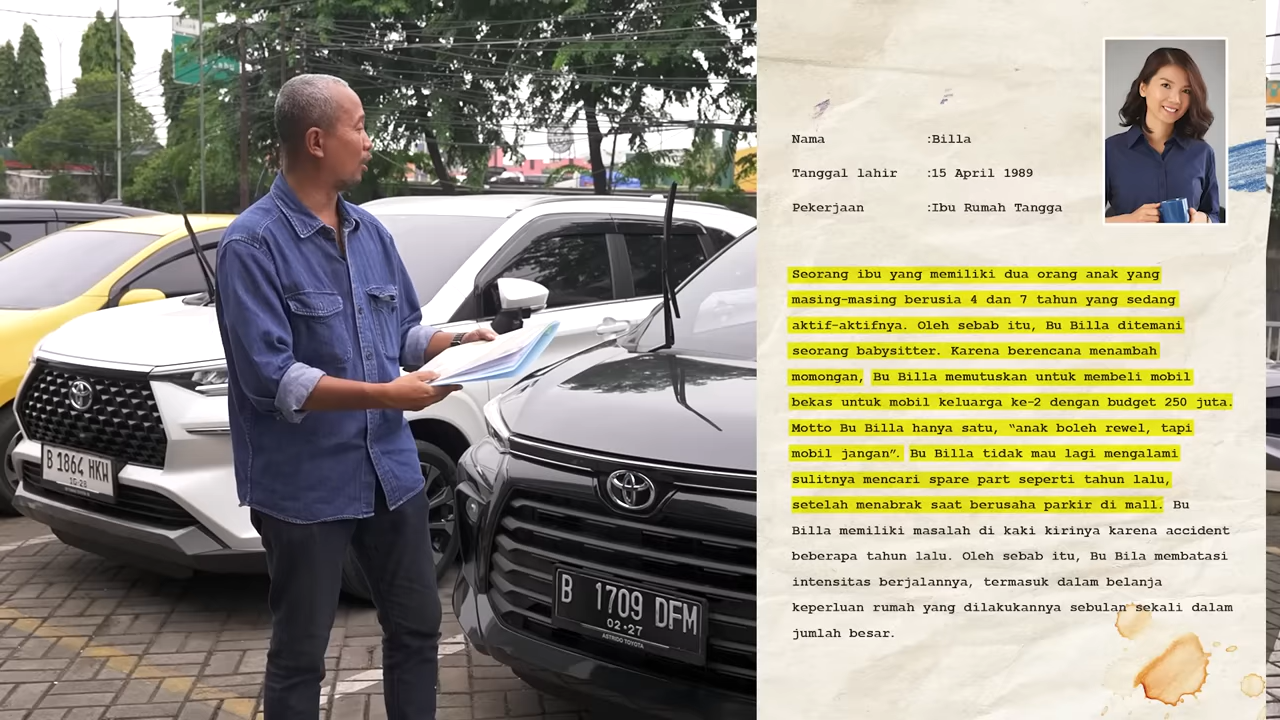 B 1864 HKW
10-28
B 1709 DFM
02·27
ASTRIDO TOYOTA
Nama :Billa
Tanggal lahir :15 April 1989
Pekerjaan :Ibu Rumah Tangga
Seorang ibu yang memiliki dua orang anak yang
masing-masing berusia 4 dan 7 tahun yang sedang
aktif-aktifnya. Oleh sebab itu, Bu Billa ditemani
seorang babysitter. Karena berencana menambah
momongan, Bu Billa memutuskan untuk membeli mobil
bekas untuk mobil keluarga ke-2 dengan budget 250 juta.
Motto Bu Billa hanya satu, “anak boleh rewel, tapi
mobil jangan”. Bu Billa tidak mau lagi mengalami
sulitnya mencari spare part seperti tahun lalu,
setelah menabrak saat berusaha parkir di mall. Bu
Billa memiliki masalah di kaki kirinya karena accident
beberapa tahun lalu. Oleh sebab itu, Bu Bila membatasi
intensitas berjalannya, termasuk dalam belanja
keperluan rumah yang dilakukannya sebulan sekali dalam
jumlah besar.